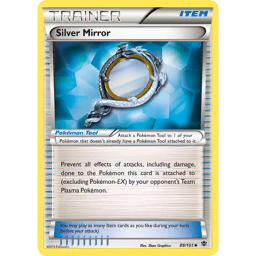 TRAINER ITEM
Silver Mirror
Pokémon Tool
Attach a Pokémon Tool to 1 of your
Pokémon that doesn't already have a Pokémon Tool attached to it.
Prevent all effects of attacks, including damage,
done to the Pokémon this card is attached to
(excluding Pokémon-EX) by your opponent's Team
Plasma Pokémon.
You may play as many Item cards as you like during your turn
(before your attack).
89/101